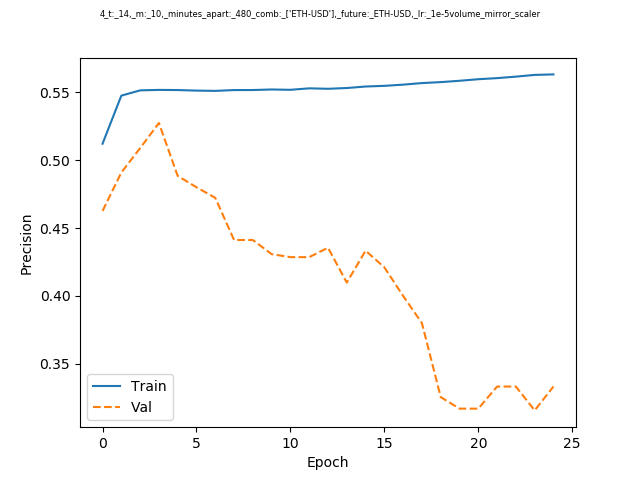 4_t:_14,_m:_10,_minutes_apart:_480_comb:_['ETH-USD'],_future:_ETH-USD,_lr:_1e-5volume_mirror_scaler
0.55
0.50
0.45
0.40
0.35
Precision
Train
Val
0 5 10 15 20 25
Epoch